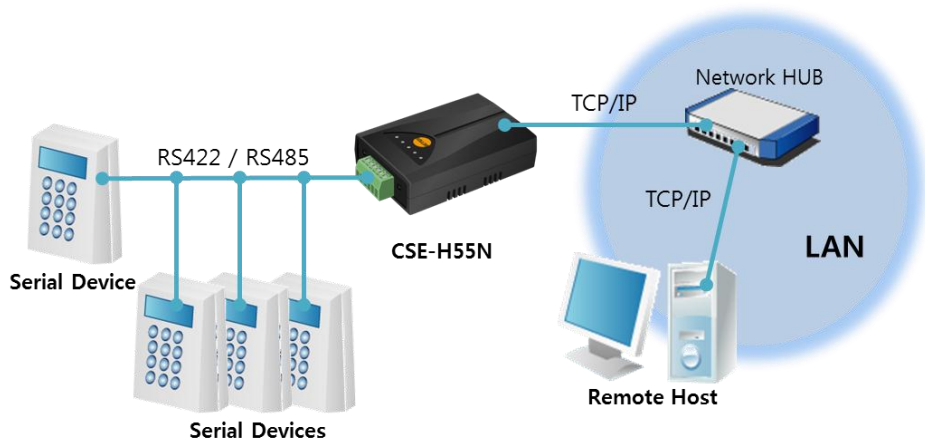 Network HUB
TCP/IP
RS422 / RS485
TCP/IP
CSE-H55N
LAN
Serial Device
Remote Host
Serial Devices